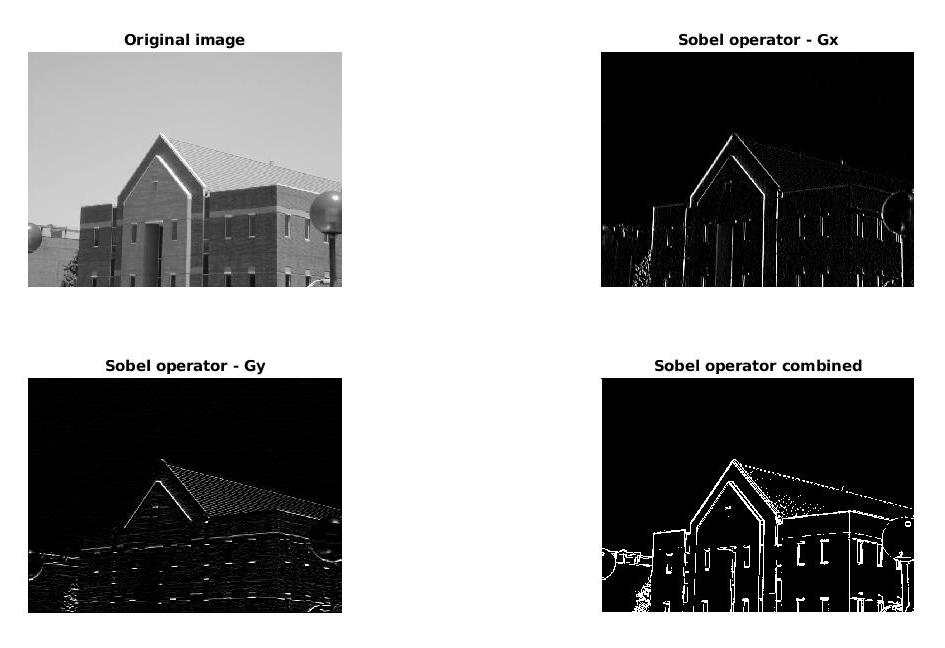 Original image
Sobel operator - Gx
Sobel operator - Gy
Sobel operator combined